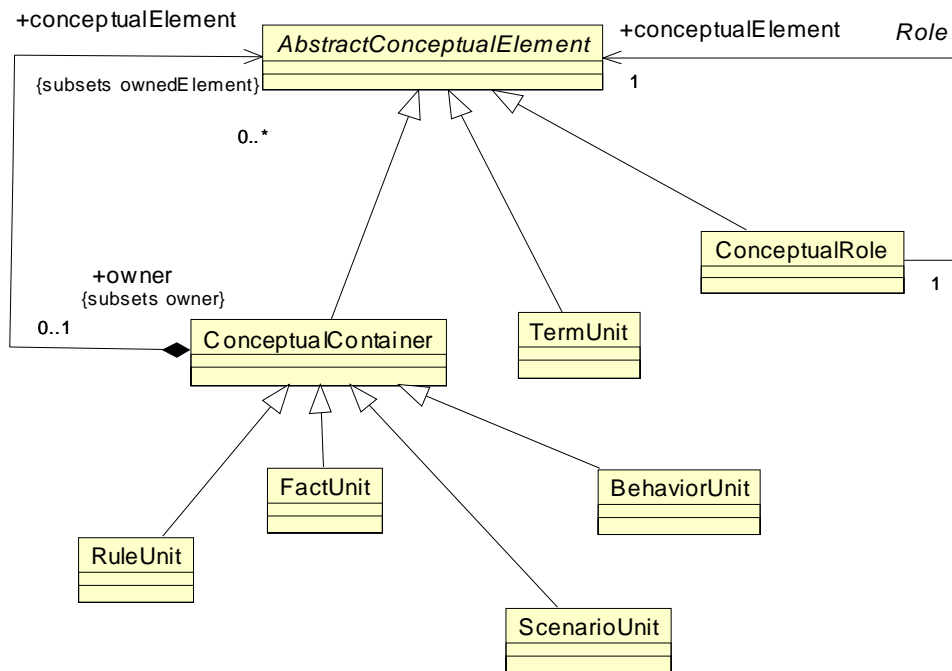 +conceptualElement
AbstractConceptualElement
+conceptualElement
Role
{subsets ownedElement}
1
0..*
ConceptualRole
+owner
{subsets owner}
1
0..1
ConceptualContainer
TermUnit
FactUnit
BehaviorUnit
RuleUnit
ScenarioUnit